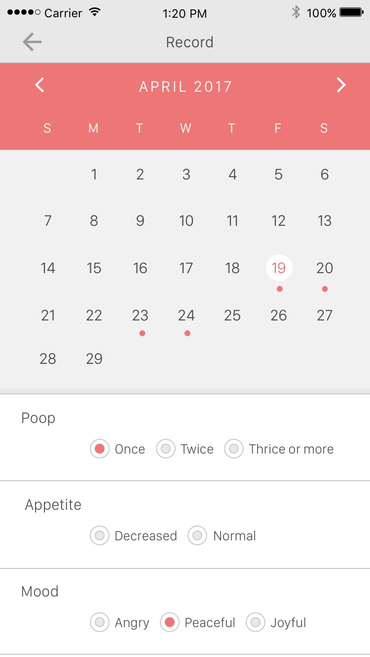 Carrier 1:20 PM 100%
Record
APRIL 2017
S M T W T F S
1 2 3 4 5 6
7 8 9 10 11 12 13
14 15 16 17 18 19 20
21 22 23 24 25 26 27
28 29
Poop
Once Twice Thrice or more
Appetite
Decreased Normal
Mood
Angry Peaceful Joyful